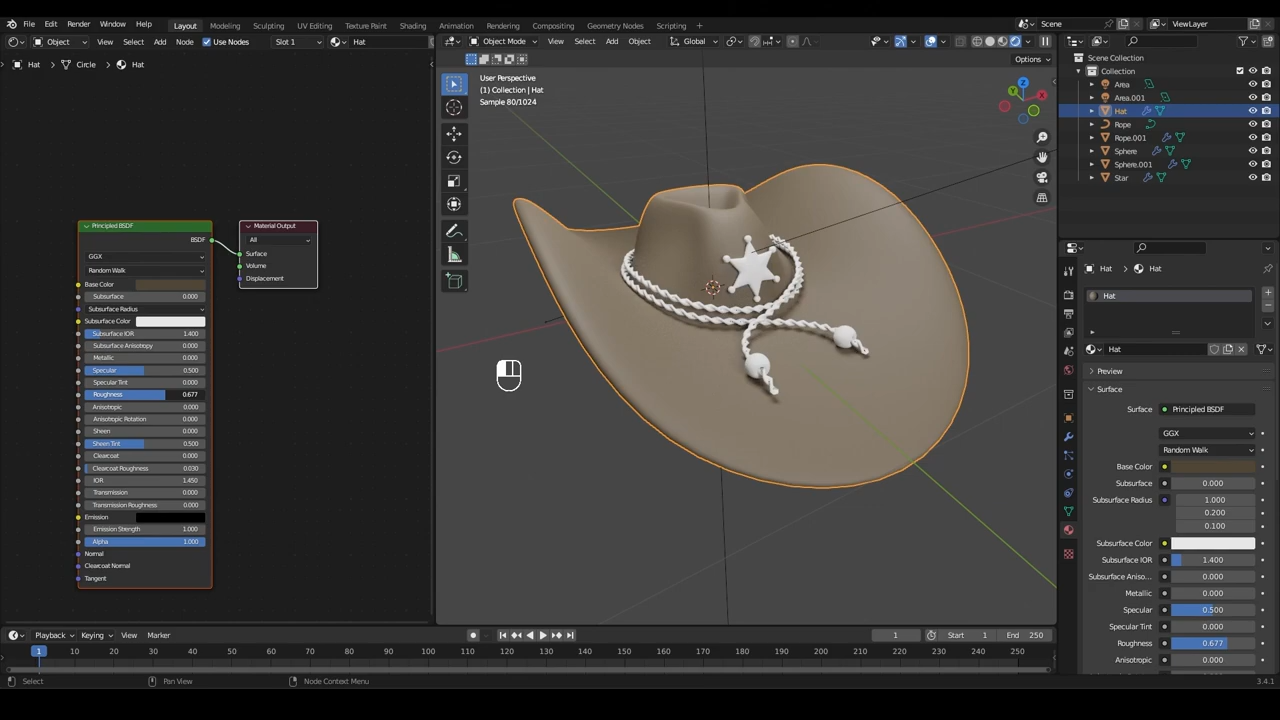 File Edit Render Window Help Layout Modeling Sculpting UV Editing Texture Paint Shading Animation Rendering Compositing Geometry Nodes Scripting + Scene ViewLayer
Object View Select Add Node Use Nodes Slot 1 Hat
Object Mode View Select Add Object Global
Options
Hat > Circle > Hat
User Perspective
(1) Collection | Hat
Sample 80/1024
Z
Y
X
Principled BSDF
BSDF
GGX
Random Walk
Base Color
Subsurface 0.000
Subsurface Radius
Subsurface Color
Subsurface IOR 1.400
Subsurface Anisotropy 0.000
Metallic 0.000
Specular 0.500
Specular Tint 0.000
Roughness 0.677
Anisotropic 0.000
Anisotropic Rotation 0.000
Sheen 0.000
Sheen Tint 0.500
Clearcoat 0.000
Clearcoat Roughness 0.030
IOR 1.450
Transmission 0.000
Transmission Roughness 0.000
Emission
Emission Strength 1.000
Alpha 1.000
Normal
Clearcoat Normal
Tangent
Material Output
All
Surface
Volume
Displacement
Scene Collection
Collection
Area
Area.001
Hat
Rope
Rope.001
Sphere
Sphere.001
Star
Hat > Hat
Hat
Hat
Preview
Surface
Surface Principled BSDF
GGX
Random Walk
Base Color
Subsurface 0.000
Subsurface Radius 1.000
0.200
0.100
Subsurface Color
Subsurface IOR 1.400
Subsurface Aniso... 0.000
Metallic 0.000
Specular 0.500
Specular Tint 0.000
Roughness 0.677
Anisotropic 0.000
Playback Keying View Marker 1 Start 1 End 250
1 10 20 30 40 50 60 70 80 90 100 110 120 130 140 150 160 170 180 190 200 210 220 230 240 250
Select Pan View Node Context Menu 3.4.1